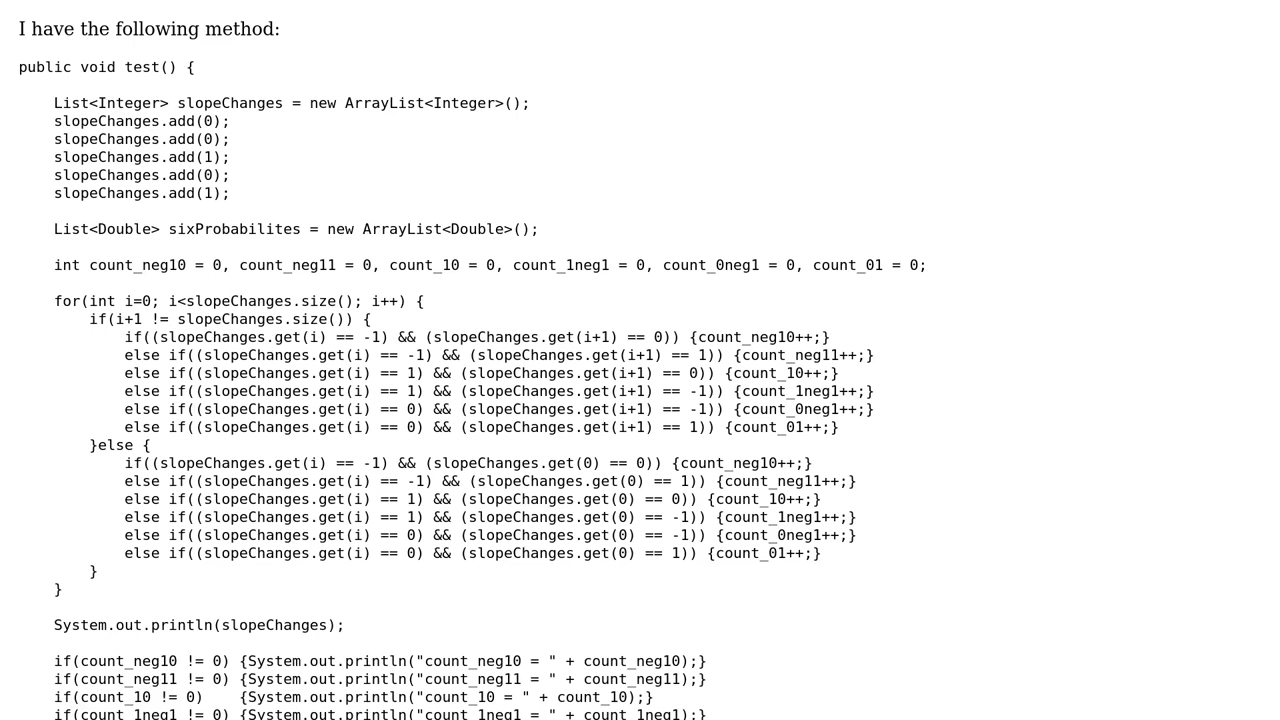 I have the following method:
public void test() {
List<Integer> slopeChanges = new ArrayList<Integer>();
slopeChanges.add(0);
slopeChanges.add(0);
slopeChanges.add(1);
slopeChanges.add(0);
slopeChanges.add(1);
List<Double> sixProbabilites = new ArrayList<Double>();
int count_neg10 = 0, count_neg11 = 0, count_10 = 0, count_1neg1 = 0, count_0neg1 = 0, count_01 = 0;
for(int i=0; i<slopeChanges.size(); i++) {
if(i+1 != slopeChanges.size()) {
if((slopeChanges.get(i) == -1) && (slopeChanges.get(i+1) == 0)) {count_neg10++;}
else if((slopeChanges.get(i) == -1) && (slopeChanges.get(i+1) == 1)) {count_neg11++;}
else if((slopeChanges.get(i) == 1) && (slopeChanges.get(i+1) == 0)) {count_10++;}
else if((slopeChanges.get(i) == 1) && (slopeChanges.get(i+1) == -1)) {count_1neg1++;}
else if((slopeChanges.get(i) == 0) && (slopeChanges.get(i+1) == -1)) {count_0neg1++;}
else if((slopeChanges.get(i) == 0) && (slopeChanges.get(i+1) == 1)) {count_01++;}
}else {
if((slopeChanges.get(i) == -1) && (slopeChanges.get(0) == 0)) {count_neg10++;}
else if((slopeChanges.get(i) == -1) && (slopeChanges.get(0) == 1)) {count_neg11++;}
else if((slopeChanges.get(i) == 1) && (slopeChanges.get(0) == 0)) {count_10++;}
else if((slopeChanges.get(i) == 1) && (slopeChanges.get(0) == -1)) {count_1neg1++;}
else if((slopeChanges.get(i) == 0) && (slopeChanges.get(0) == -1)) {count_0neg1++;}
else if((slopeChanges.get(i) == 0) && (slopeChanges.get(0) == 1)) {count_01++;}
}
}
System.out.println(slopeChanges);
if(count_neg10 != 0) {System.out.println("count_neg10 = " + count_neg10);}
if(count_neg11 != 0) {System.out.println("count_neg11 = " + count_neg11);}
if(count_10 != 0)    {System.out.println("count_10 = " + count_10);}
if(count_1neg1 != 0) {System.out.println("count_1neg1 = " + count_1neg1);}